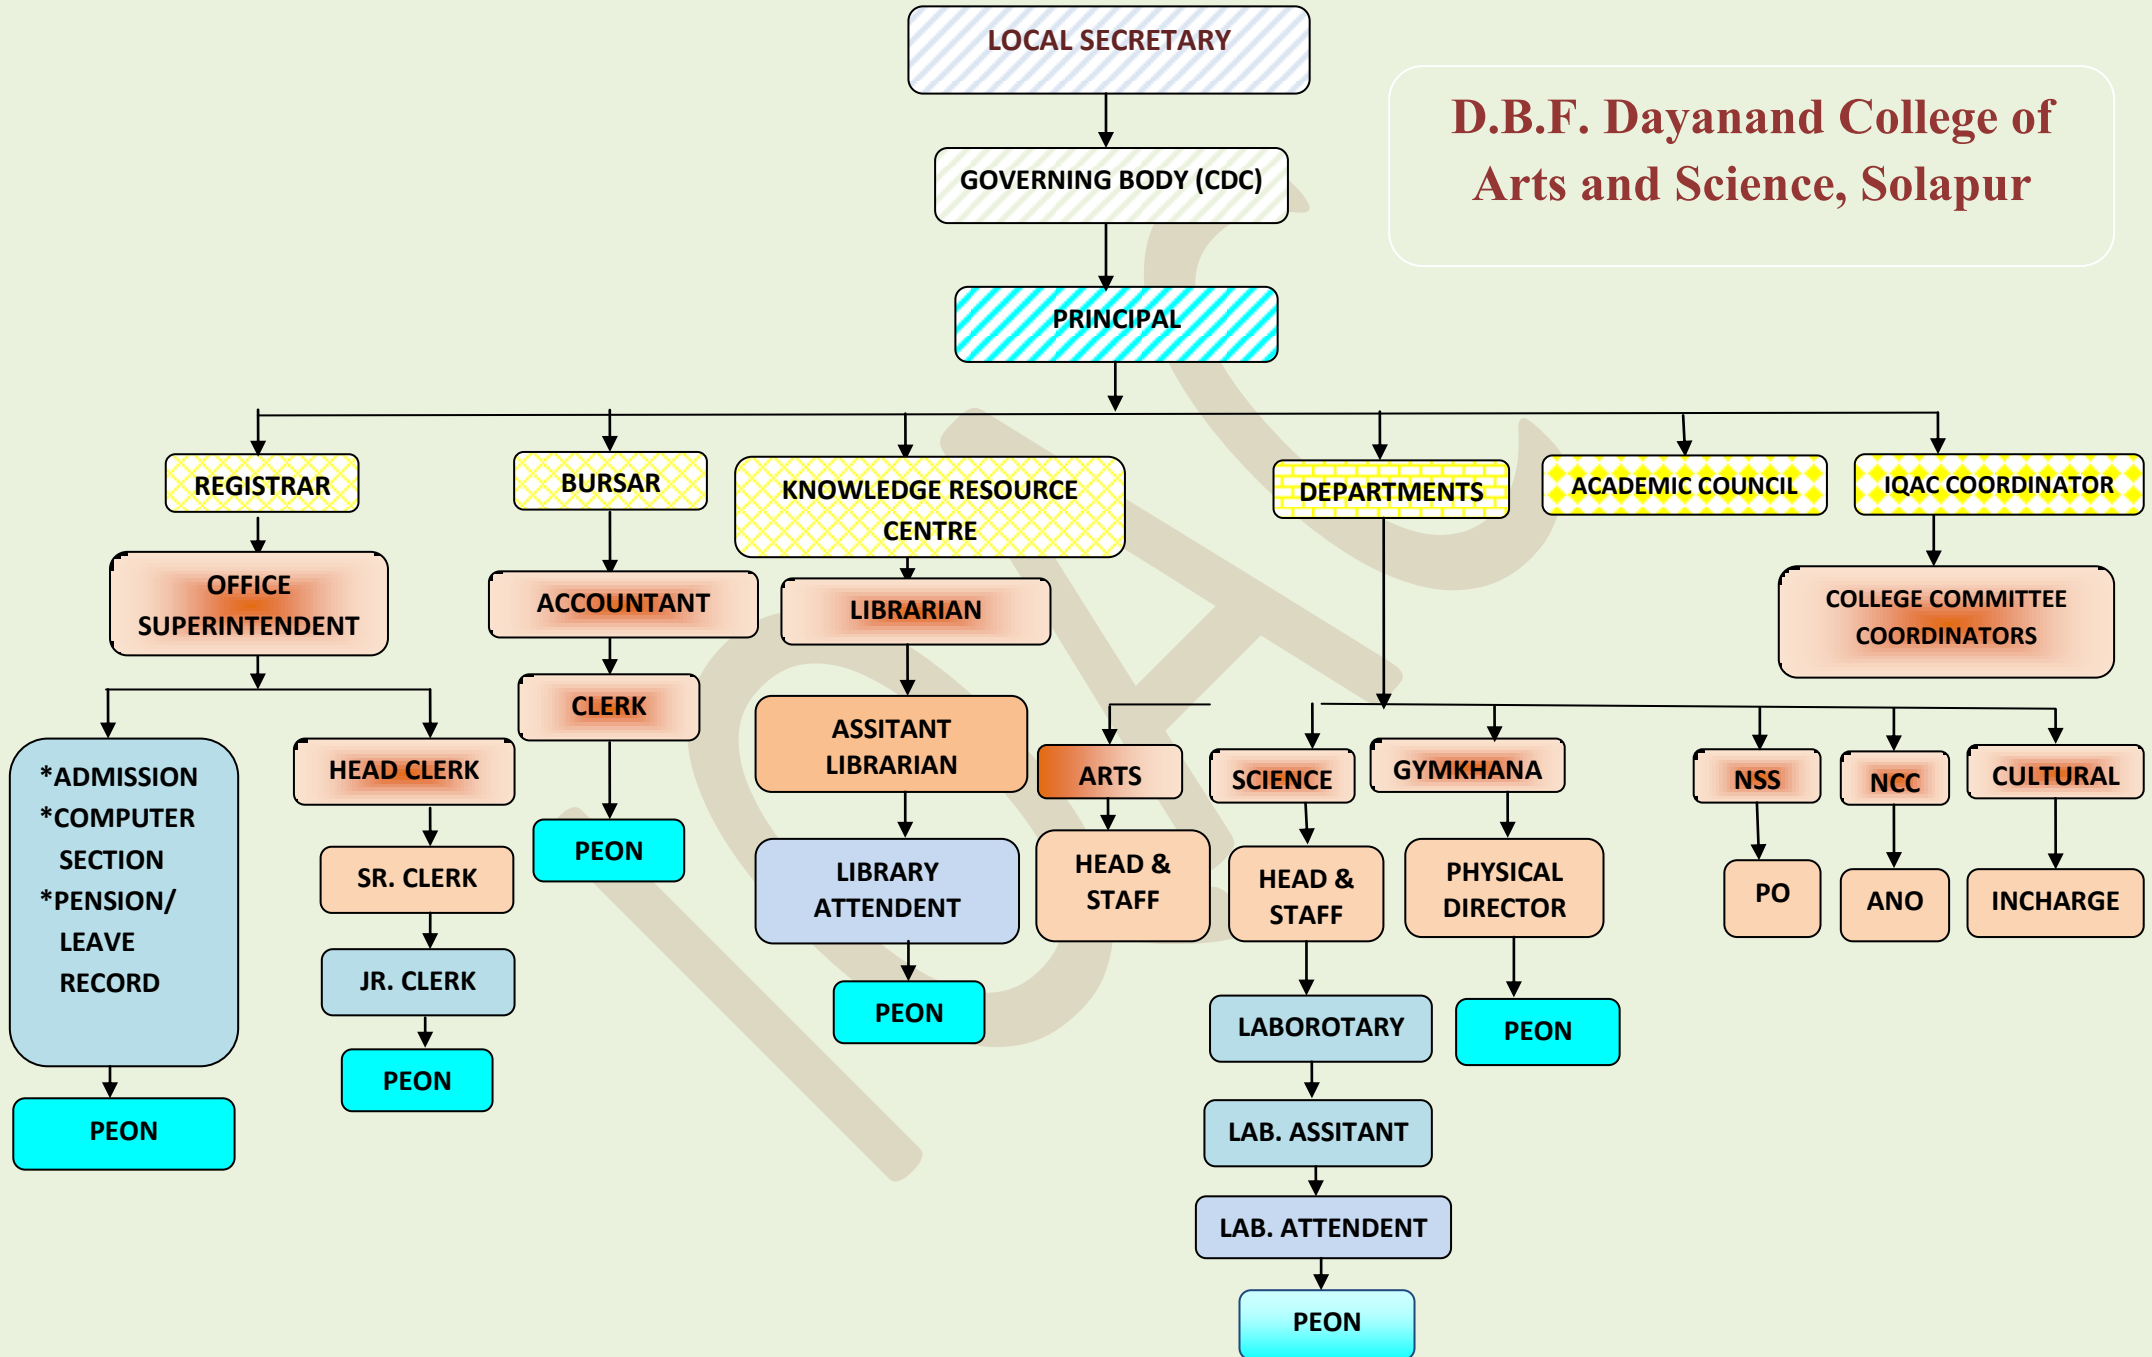 LOCAL SECRETARY
D.B.F. Dayanand College of
Arts and Science, Solapur
GOVERNING BODY (CDC)
PRINCIPAL
REGISTRAR
BURSAR
KNOWLEDGE RESOURCE
CENTRE
DEPARTMENTS
ACADEMIC COUNCIL
IQAC COORDINATOR
OFFICE
SUPERINTENDENT
ACCOUNTANT
LIBRARIAN
COLLEGE COMMITTEE
COORDINATORS
CLERK
ASSITANT
LIBRARIAN
*ADMISSION
*COMPUTER
SECTION
*PENSION/
LEAVE
RECORD
HEAD CLERK
ARTS
SCIENCE
GYMKHANA
NSS
NCC
CULTURAL
SR. CLERK
PEON
LIBRARY
ATTENDENT
HEAD &
STAFF
HEAD &
STAFF
PHYSICAL
DIRECTOR
PO
ANO
INCHARGE
JR. CLERK
PEON
LABOROTARY
PEON
PEON
PEON
LAB. ASSITANT
LAB. ATTENDENT
PEON
IQAC